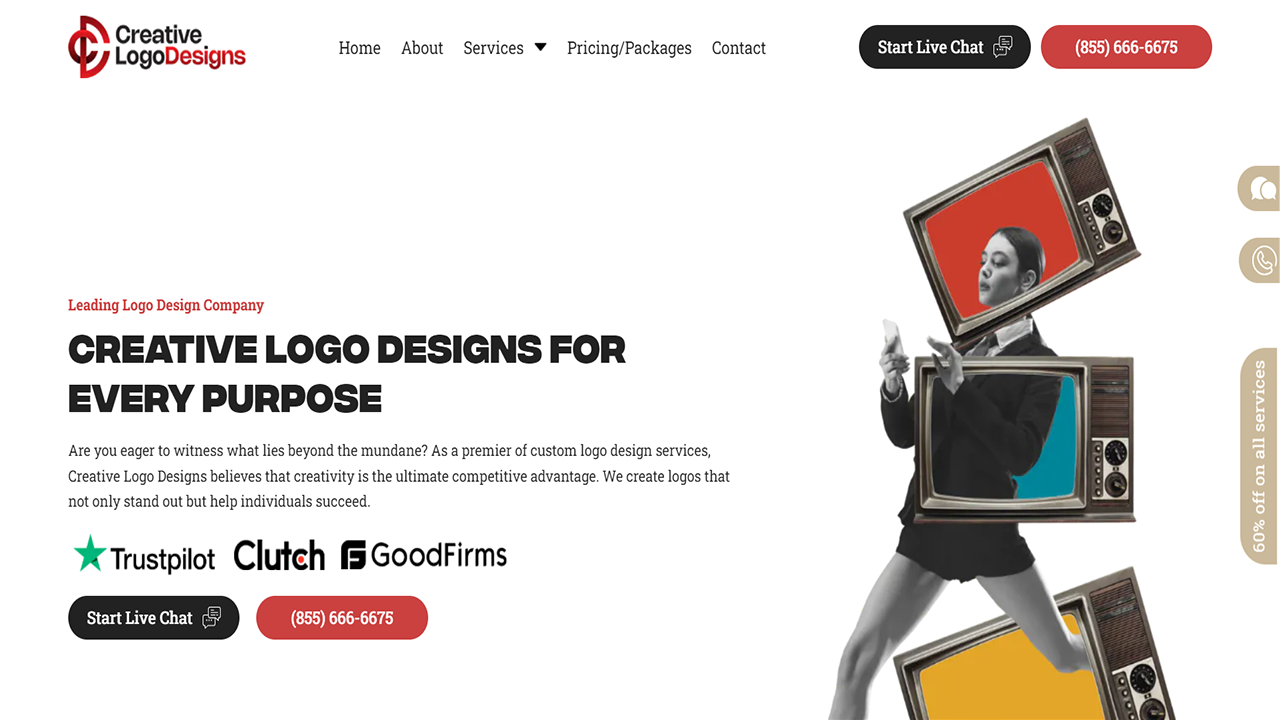 Creative
LogoDesigns
Home About Services Pricing/Packages Contact
Start Live Chat (855) 666-6675
Leading Logo Design Company
CREATIVE LOGO DESIGNS FOR
EVERY PURPOSE
Are you eager to witness what lies beyond the mundane? As a premier of custom logo design services,
Creative Logo Designs believes that creativity is the ultimate competitive advantage. We create logos that
not only stand out but help individuals succeed.
Trustpilot Clutch GoodFirms
Start Live Chat (855) 666-6675
60% off on all services